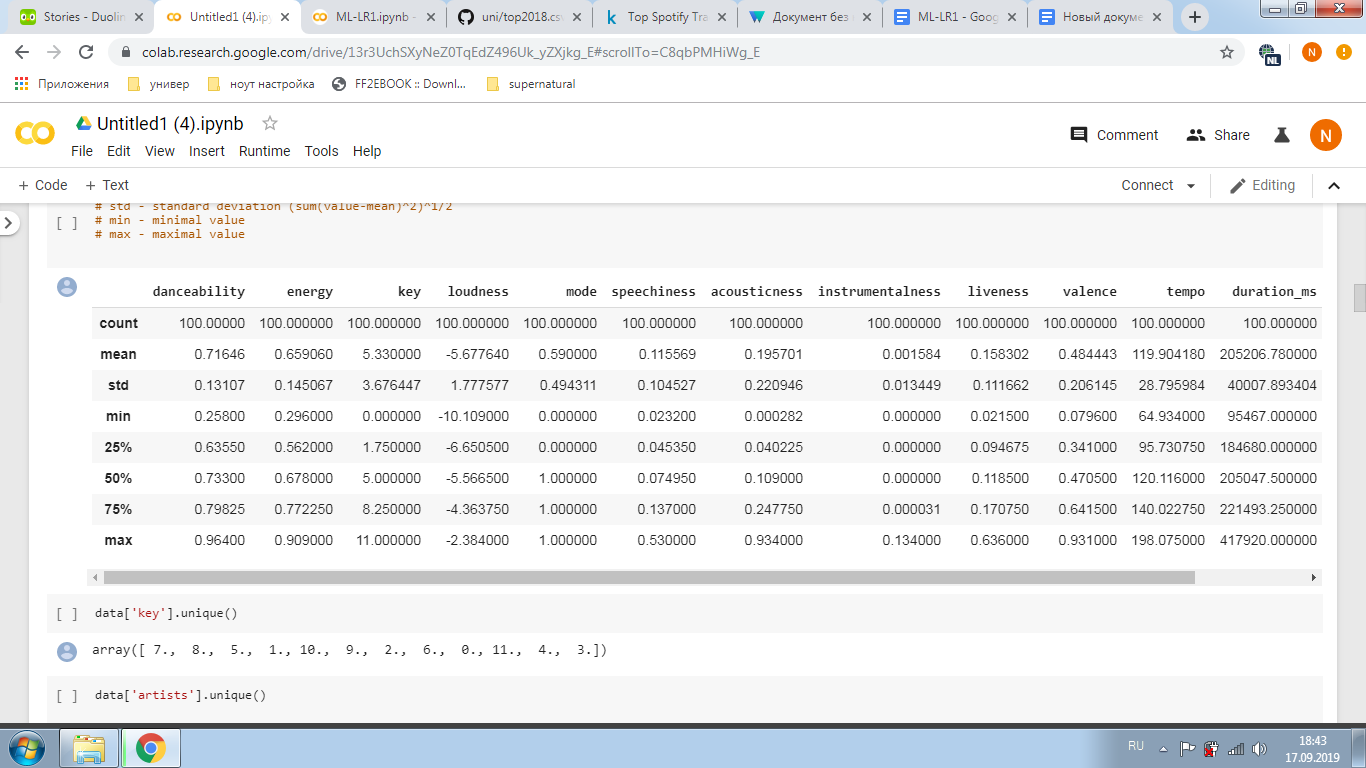 Stories - Duolin
Untitled1 (4).ipy
ML-LR1.ipynb -
uni/top2018.csv
Top Spotify Tra
Документ без
ML-LR1 - Goog
Новый докуме
colab.research.google.com/drive/13r3UchSXyNeZ0TqEdZ496Uk_yZXjkg_E#scrollTo=C8qbPMHiWg_E
NL
N
Приложения
универ
ноут настройка
FF2EBOOK :: Downl...
supernatural
Untitled1 (4).ipynb
Comment
Share
N
File Edit View Insert Runtime Tools Help
+ Code + Text
Connect
Editing
# std - standard deviation (sum(value-mean)^2)^1/2
[ ] # min - minimal value
# max - maximal value
danceability energy key loudness mode speechiness acousticness instrumentalness liveness valence tempo duration_ms
count 100.00000 100.000000 100.000000 100.000000 100.000000 100.000000 100.000000 100.000000 100.000000 100.000000 100.000000 100.000000
mean 0.71646 0.659060 5.330000 -5.677640 0.590000 0.115569 0.195701 0.001584 0.158302 0.484443 119.904180 205206.780000
std 0.13107 0.145067 3.676447 1.777577 0.494311 0.104527 0.220946 0.013449 0.111662 0.206145 28.795984 40007.893404
min 0.25800 0.296000 0.000000 -10.109000 0.000000 0.023200 0.000282 0.000000 0.021500 0.079600 64.934000 95467.000000
25% 0.63550 0.562000 1.750000 -6.650500 0.000000 0.045350 0.040225 0.000000 0.094675 0.341000 95.730750 184680.000000
50% 0.73300 0.678000 5.000000 -5.566500 1.000000 0.074950 0.109000 0.000000 0.118500 0.470500 120.116000 205047.500000
75% 0.79825 0.772250 8.250000 -4.363750 1.000000 0.137000 0.247750 0.000031 0.170750 0.641500 140.022750 221493.250000
max 0.96400 0.909000 11.000000 -2.384000 1.000000 0.530000 0.934000 0.134000 0.636000 0.931000 198.075000 417920.000000
[ ] data['key'].unique()
array([ 7., 8., 5., 1., 10., 9., 2., 6., 0., 11., 4., 3.])
[ ] data['artists'].unique()
RU
18:43
17.09.2019